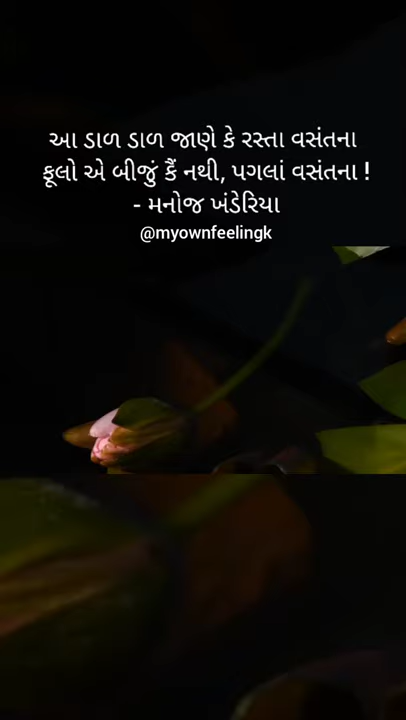 આ ડાળ ડાળ જાણે કે રસ્તા વસંતના
ફૂલો એ બીજું કૈં નથી, પગલાં વસંતના !
- મનોજ ખંડેરિયા
@myownfeelingk